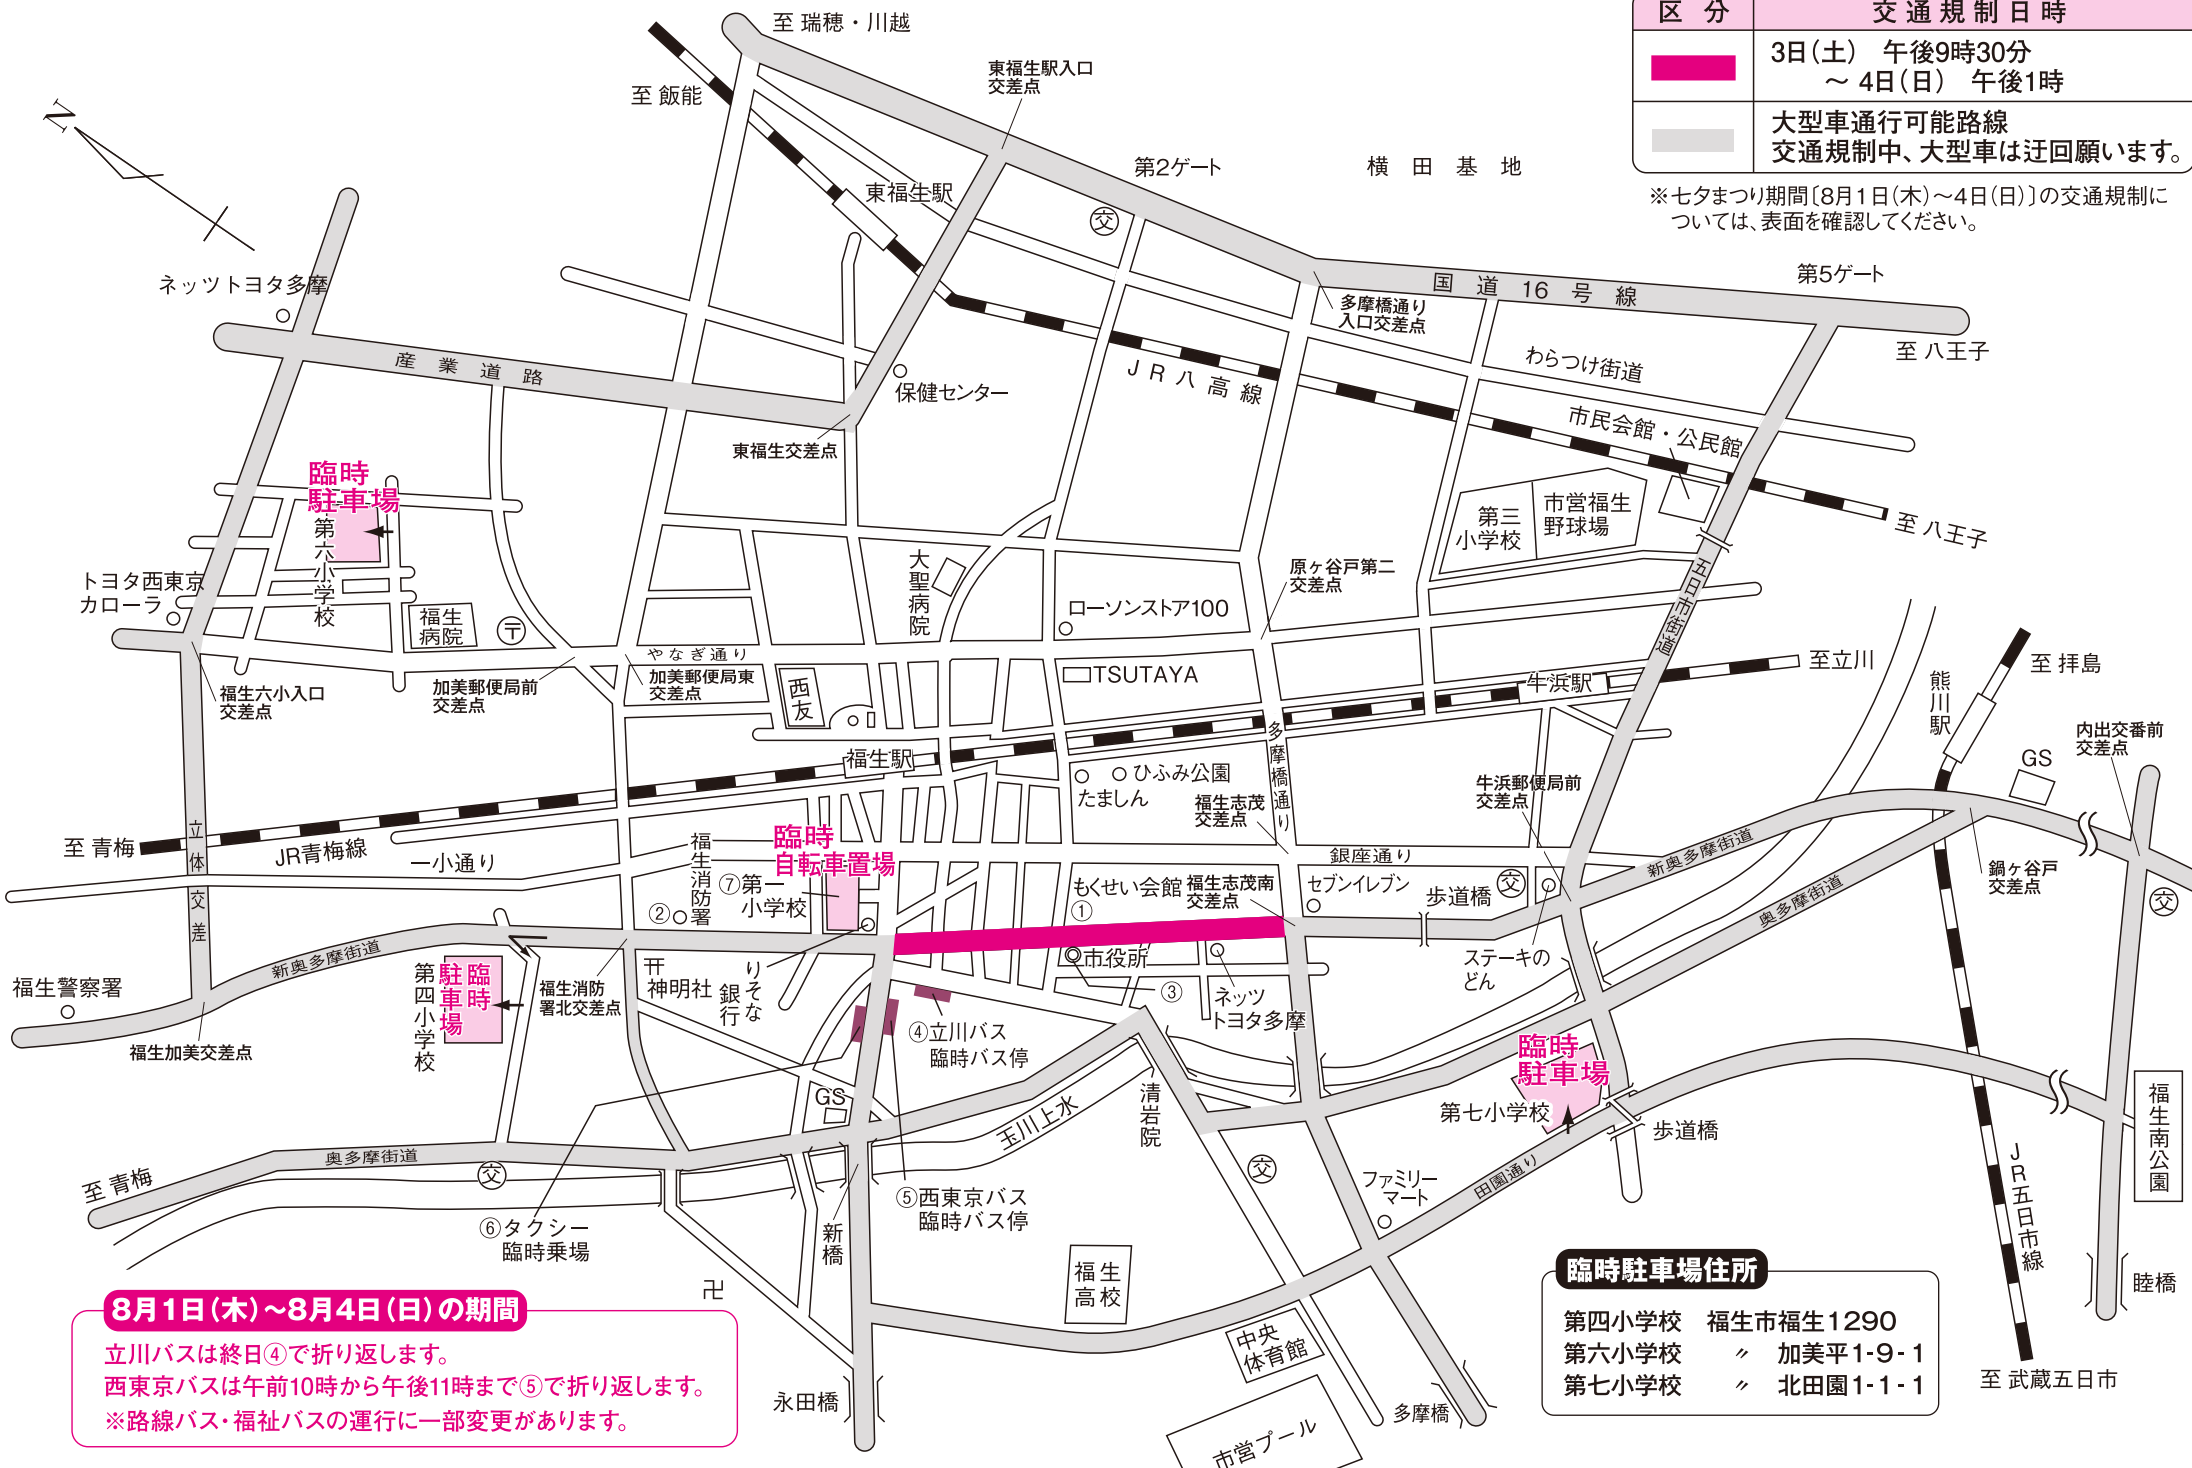 区 分
交通規制日時
3日(土) 午後9時30分
～ 4日(日) 午後1時
大型車通行可能路線
交通規制中、大型車は迂回願います。
※七夕まつり期間〔8月1日(木)～4日(日)〕の交通規制に
ついては、表面を確認してください。
至 瑞穂・川越
東福生駅入口
交差点
至 飯能
N
第2ゲート
横田基地
東福生駅
交
ネッツトヨタ多摩
国道16号線
第5ゲート
多摩橋通り
入口交差点
至 八王子
産業道路
わらつけ街道
JR八高線
保健センター
市民会館・公民館
東福生交差点
臨時
駐車場
第六小学校
第三
小学校
市営福生
野球場
至 八王子
大聖病院
原ヶ谷戸第二
交差点
トヨタ西東京
カローラ
福生
病院
〒
ローソンストア100
五日市街道
やなぎ通り
加美郵便局東
交差点
TSUTAYA
至立川
至 拝島
牛浜駅
熊川駅
福生六小入口
交差点
加美郵便局前
交差点
西友
多摩橋通り
内出交番前
交差点
GS
福生駅
ひふみ公園
たましん
牛浜郵便局前
交差点
福生志茂
交差点
至 青梅
JR青梅線
立体交差
一小通り
福生消防署
臨時
自転車置場
⑦第一
小学校
②
銀座通り
新奥多摩街道
鍋ヶ谷戸
交差点
もくせい会館
①
福生志茂南
交差点
セブンイレブン
歩道橋
交
奥多摩街道
交
新奥多摩街道
福生警察署
臨時
駐車場
第四小学校
福生消防
署北交差点
神明社
りそな
銀行
市役所
③
ネッツ
トヨタ多摩
ステーキの
どん
福生加美交差点
④立川バス
臨時バス停
臨時
駐車場
第七小学校
GS
玉川上水
清岩院
歩道橋
福生南公園
奥多摩街道
至 青梅
交
交
田園通り
ファミリー
マート
JR五日市線
⑤西東京バス
臨時バス停
⑥タクシー
臨時乗場
新橋
福生
高校
睦橋
卍
中央
体育館
永田橋
多摩橋
市営プール
至 武蔵五日市
8月1日(木)～8月4日(日)の期間
立川バスは終日④で折り返します。
西東京バスは午前10時から午後11時まで⑤で折り返します。
※路線バス・福祉バスの運行に一部変更があります。
臨時駐車場住所
第四小学校 福生市福生1290
第六小学校 〃 加美平1-9-1
第七小学校 〃 北田園1-1-1